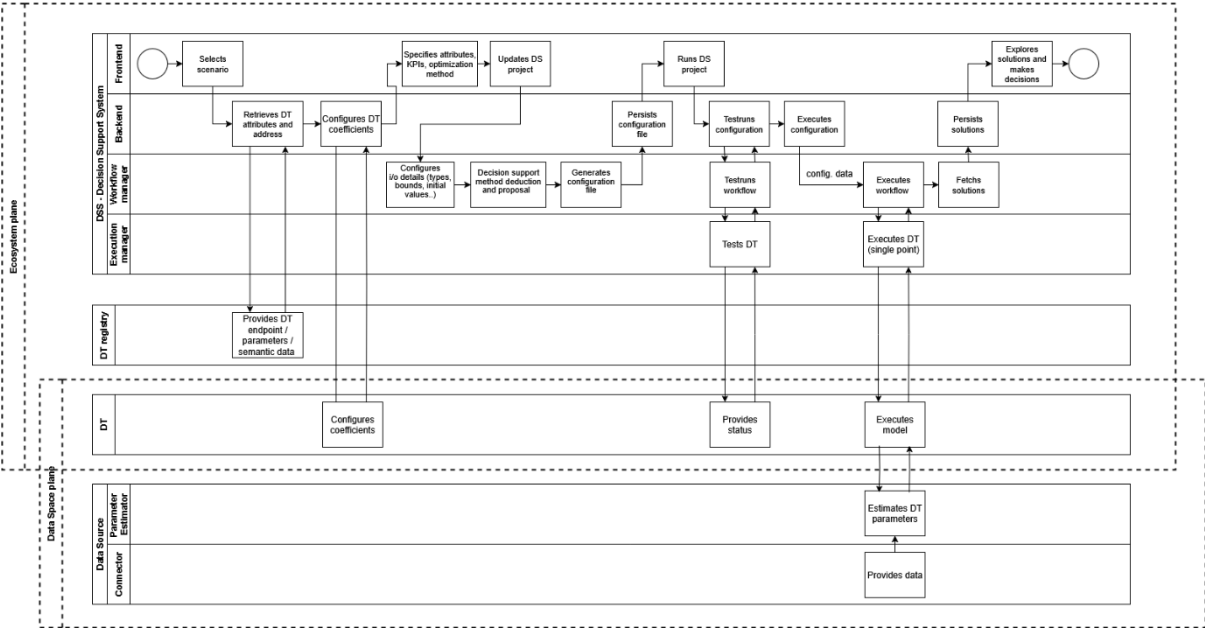 Ecosystem plane
DSS - Decision Support System
Frontend
Selects
scenario
Specifies attributes,
KPIs, optimization
method
Updates DS
project
Runs DS
project
Explores
solutions and
makes
decisions
Backend
Retrieves DT
attributes and
address
Configures DT
coefficients
Persists
configuration
file
Testruns
configuration
Executes
configuration
Persists
solutions
Workflow
manager
Configures
i/o details (types,
bounds, initial
values..)
Decision support
method deduction
and proposal
Generates
configuration
file
Testruns
workflow
config. data
Executes
workflow
Fetchs
solutions
Execution
manager
Tests DT
Executes DT
(single point)
DT registry
Provides DT
endpoint /
parameters /
semantic data
Data Space plane
DT
Configures
coefficients
Provides
status
Executes
model
Data Source
Parameter
Estimator
Estimates DT
parameters
Connector
Provides data